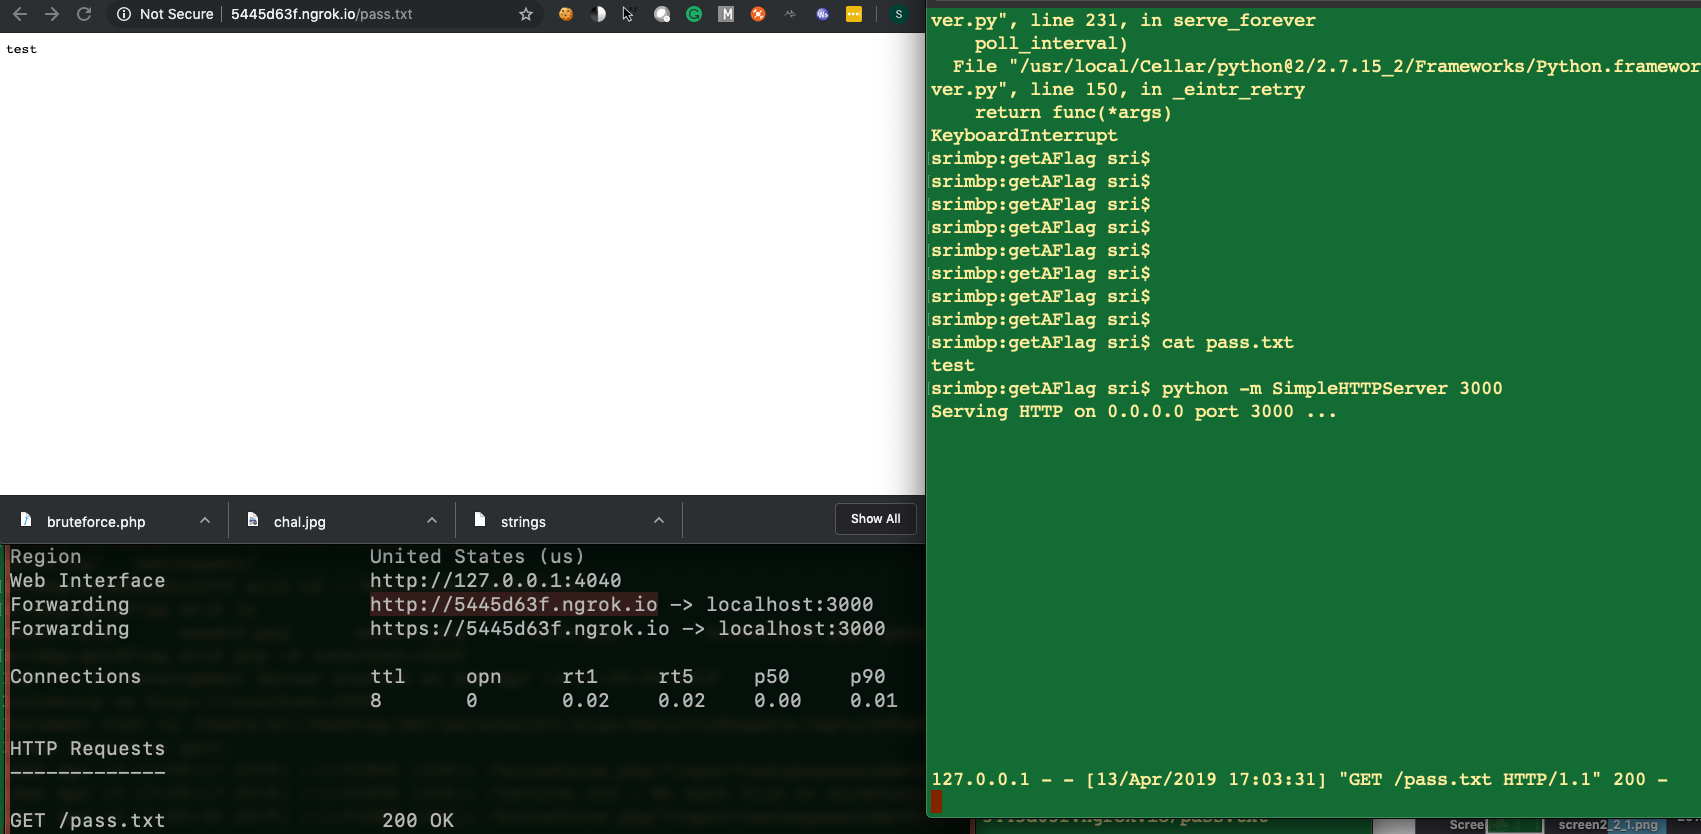 Not Secure | 5445d63f.ngrok.io/pass.txt
test
bruteforce.php
chal.jpg
strings
Show All
Region United States (us)
Web Interface http://127.0.0.1:4040
Forwarding http://5445d63f.ngrok.io -> localhost:3000
Forwarding https://5445d63f.ngrok.io -> localhost:3000
Connections ttl opn rt1 rt5 p50 p90
8 0 0.02 0.02 0.00 0.01
HTTP Requests
-------------
GET /pass.txt 200 OK
ver.py", line 231, in serve_forever
poll_interval)
File "/usr/local/Cellar/python@2/2.7.15_2/Frameworks/Python.framewor
ver.py", line 150, in _eintr_retry
return func(*args)
KeyboardInterrupt
srimbp:getAFlag sri$
srimbp:getAFlag sri$
srimbp:getAFlag sri$
srimbp:getAFlag sri$
srimbp:getAFlag sri$
srimbp:getAFlag sri$
srimbp:getAFlag sri$
srimbp:getAFlag sri$
srimbp:getAFlag sri$ cat pass.txt
test
srimbp:getAFlag sri$ python -m SimpleHTTPServer 3000
Serving HTTP on 0.0.0.0 port 3000 ...
127.0.0.1 - - [13/Apr/2019 17:03:31] "GET /pass.txt HTTP/1.1" 200 -
5445d63f.ngrok.io/pass.txt
Scree
screen2_2_1.png